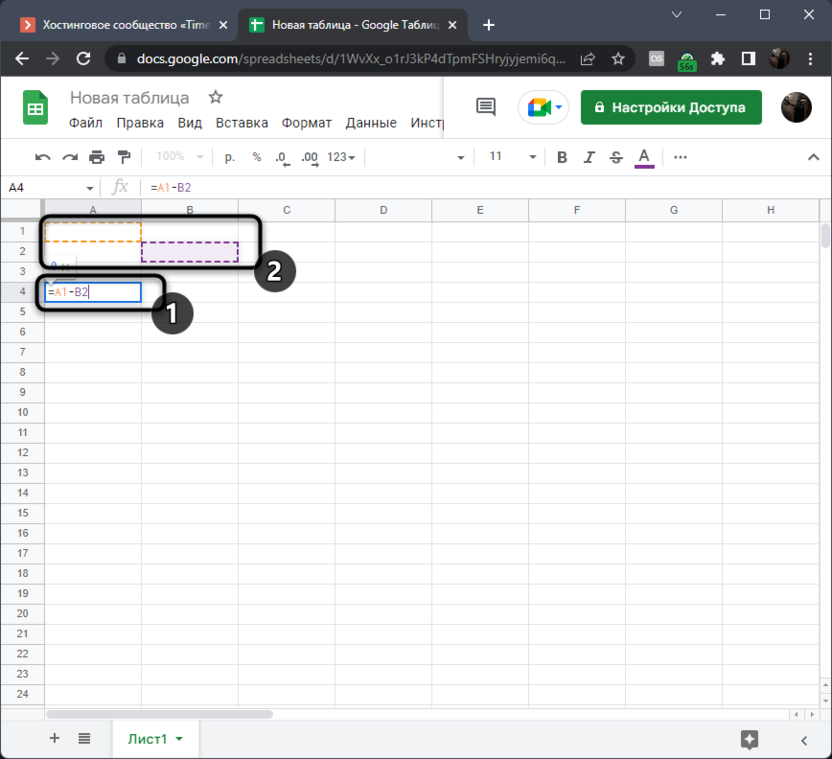 Хостинговое сообщество «Time
Новая таблица - Google Таблиц
docs.google.com/spreadsheets/d/1WvXx_o1rJ3kP4dTpmFSHryjyjemi6q...
56s
Новая таблица
Файл Правка Вид Вставка Формат Данные Инст
Настройки Доступа
100% р. % .0 .00 123 11 B I S A
A4 fx =A1-B2
A B C D E F G H
1
2
2
3
4 =A1-B2
1
5
6
7
8
9
10
11
12
13
14
15
16
17
18
19
20
21
22
23
24
Лист1